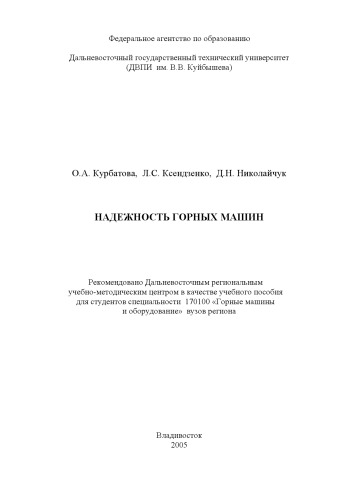 Федеральное агентство по образованию
Дальневосточный государственный технический университет
(ДВПИ им. В.В. Куйбышева)
О.А. Курбатова, Л.С. Ксендзенко, Д.Н. Николайчук
НАДЕЖНОСТЬ ГОРНЫХ МАШИН
Рекомендовано Дальневосточным региональным
учебно-методическим центром в качестве учебного пособия
для студентов специальности 170100 «Горные машины
и оборудование» вузов региона
Владивосток
2005